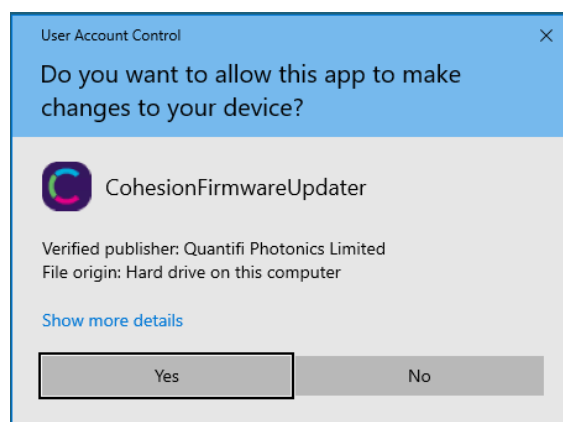 User Account Control
Do you want to allow this app to make
changes to your device?
CohesionFirmwareUpdater
Verified publisher: Quantifi Photonics Limited
File origin: Hard drive on this computer
Show more details
Yes
No